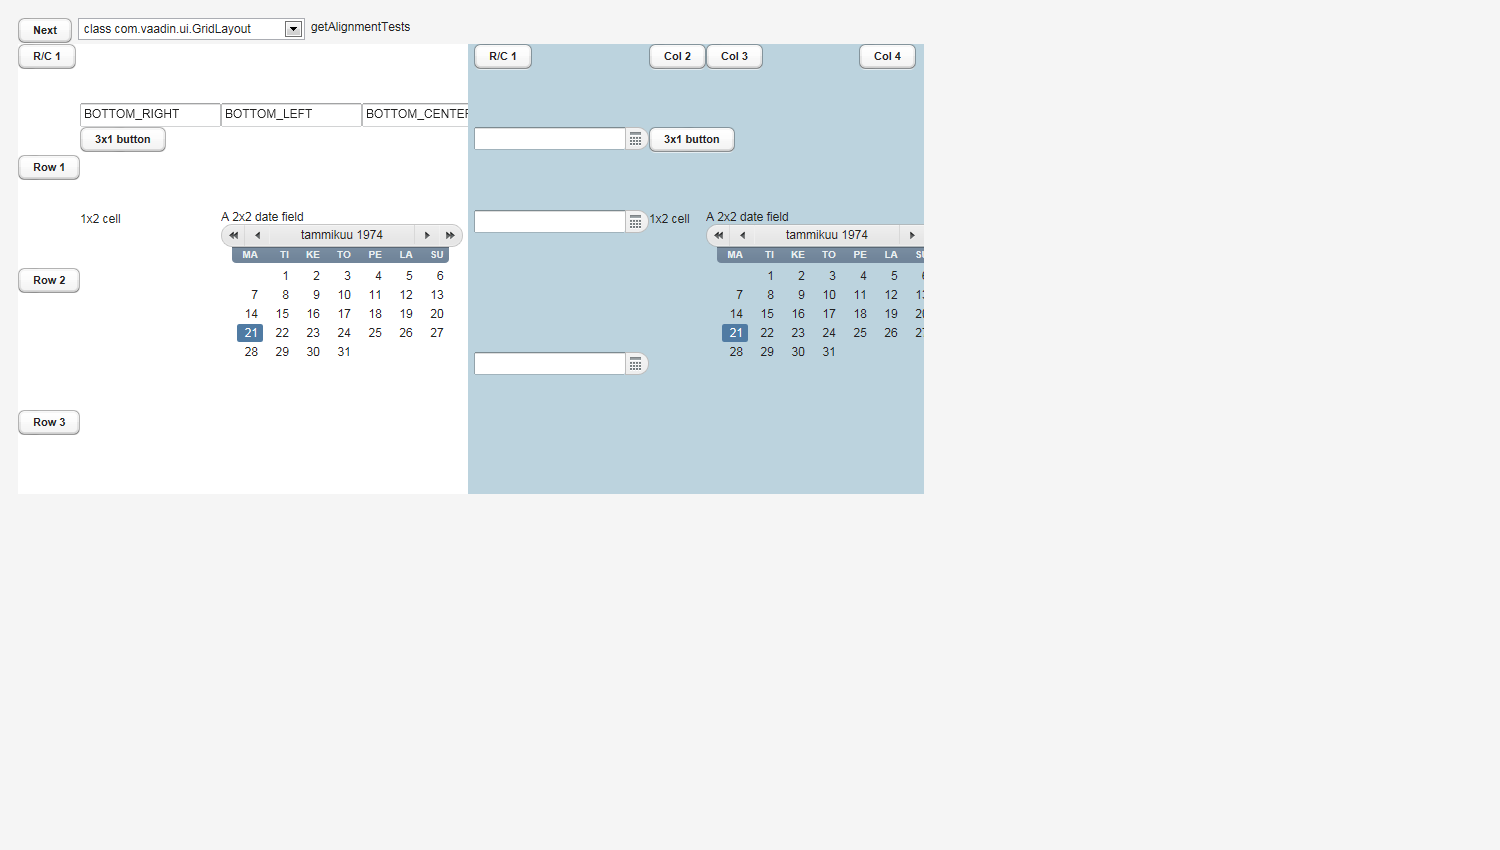 Next class com.vaadin.ui.GridLayout getAlignmentTests
R/C 1 R/C 1 Col 2 Col 3 Col 4
BOTTOM_RIGHT BOTTOM_LEFT BOTTOM_CENTER
3x1 button 3x1 button
Row 1
1x2 cell A 2x2 date field 1x2 cell A 2x2 date field
tammikuu 1974 tammikuu 1974
MA TI KE TO PE LA SU MA TI KE TO PE LA
1 2 3 4 5 6 1 2 3 4 5
Row 2
7 8 9 10 11 12 13 7 8 9 10 11 12
14 15 16 17 18 19 20 14 15 16 17 18 19
21 22 23 24 25 26 27 21 22 23 24 25 26
28 29 30 31 28 29 30 31
Row 3